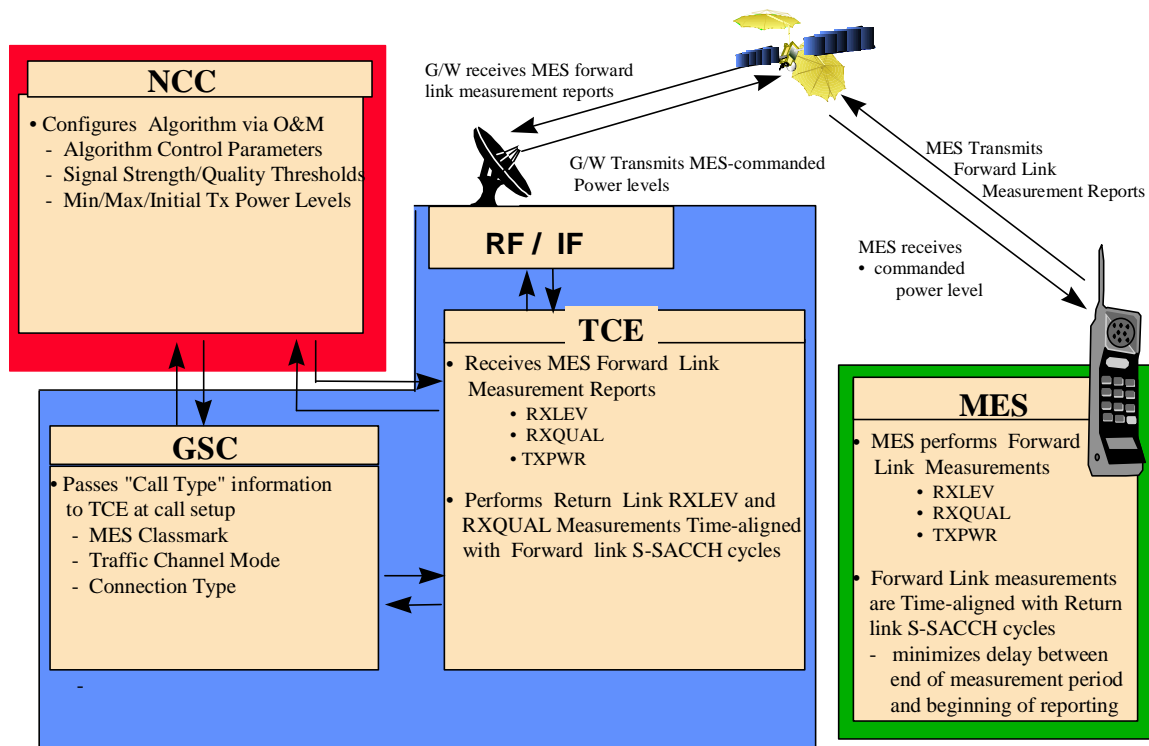 NCC
• Configures Algorithm via O&M
- Algorithm Control Parameters
- Signal Strength/Quality Thresholds
- Min/Max/Initial Tx Power Levels
G/W receives MES forward
link measurement reports
G/W Transmits MES-commanded
Power levels
MES Transmits
Forward Link
Measurement Reports
MES receives
• commanded
power level
RF / IF
TCE
• Receives MES Forward Link
Measurement Reports
• RXLEV
• RXQUAL
• TXPWR
• Performs Return Link RXLEV and
RXQUAL Measurements Time-aligned
with Forward link S-SACCH cycles
GSC
• Passes "Call Type" information
to TCE at call setup
- MES Classmark
- Traffic Channel Mode
- Connection Type
-
MES
• MES performs Forward
Link Measurements
• RXLEV
• RXQUAL
• TXPWR
• Forward Link measurements
are Time-aligned with Return
link S-SACCH cycles
- minimizes delay between
end of measurement period
and beginning of reporting